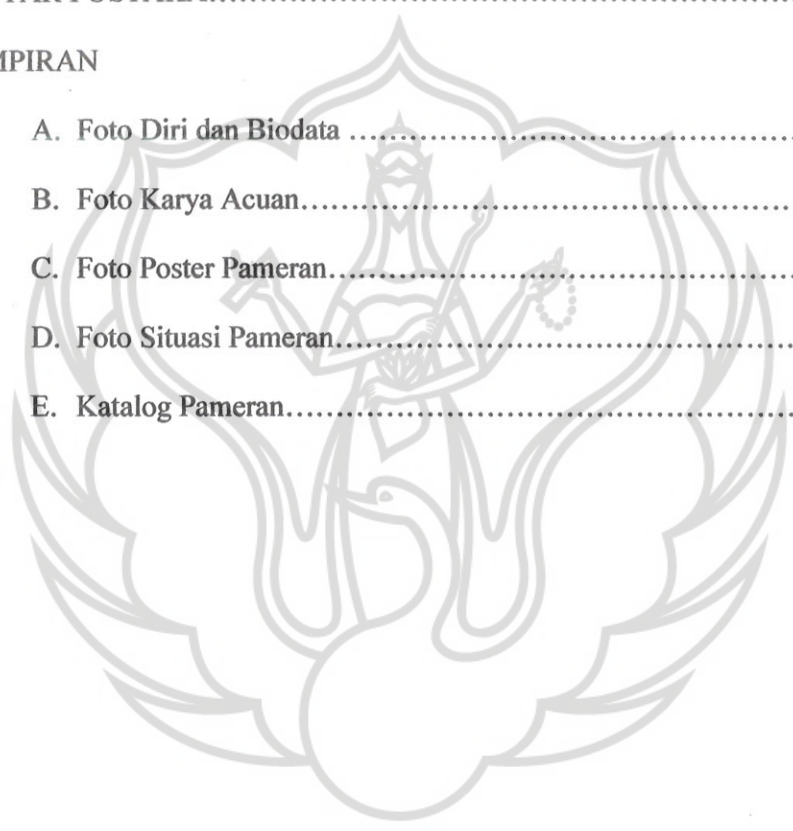 MPIRAN
A. Foto Diri dan Biodata ................................................
B. Foto Karya Acuan.....................................................
C. Foto Poster Pameran..................................................
D. Foto Situasi Pameran.................................................
E. Katalog Pameran......................................................